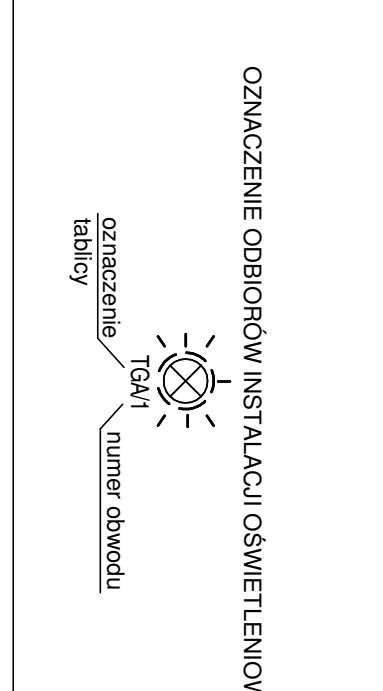 OZNACZENIE ODBIORÓW INSTALACJI OŚWIETLENIOW
TGA/1
oznaczenie
tablicy
numer obwodu